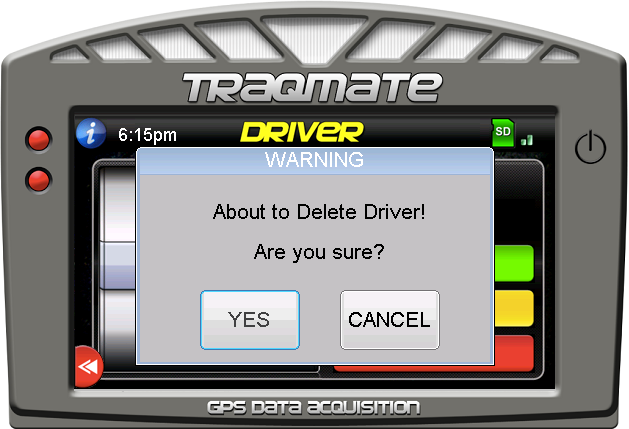 TRAQMATE
6:15pm
DRIVER
SD
WARNING
About to Delete Driver!
Are you sure?
YES
CANCEL
GPS DATA ACQUISITION